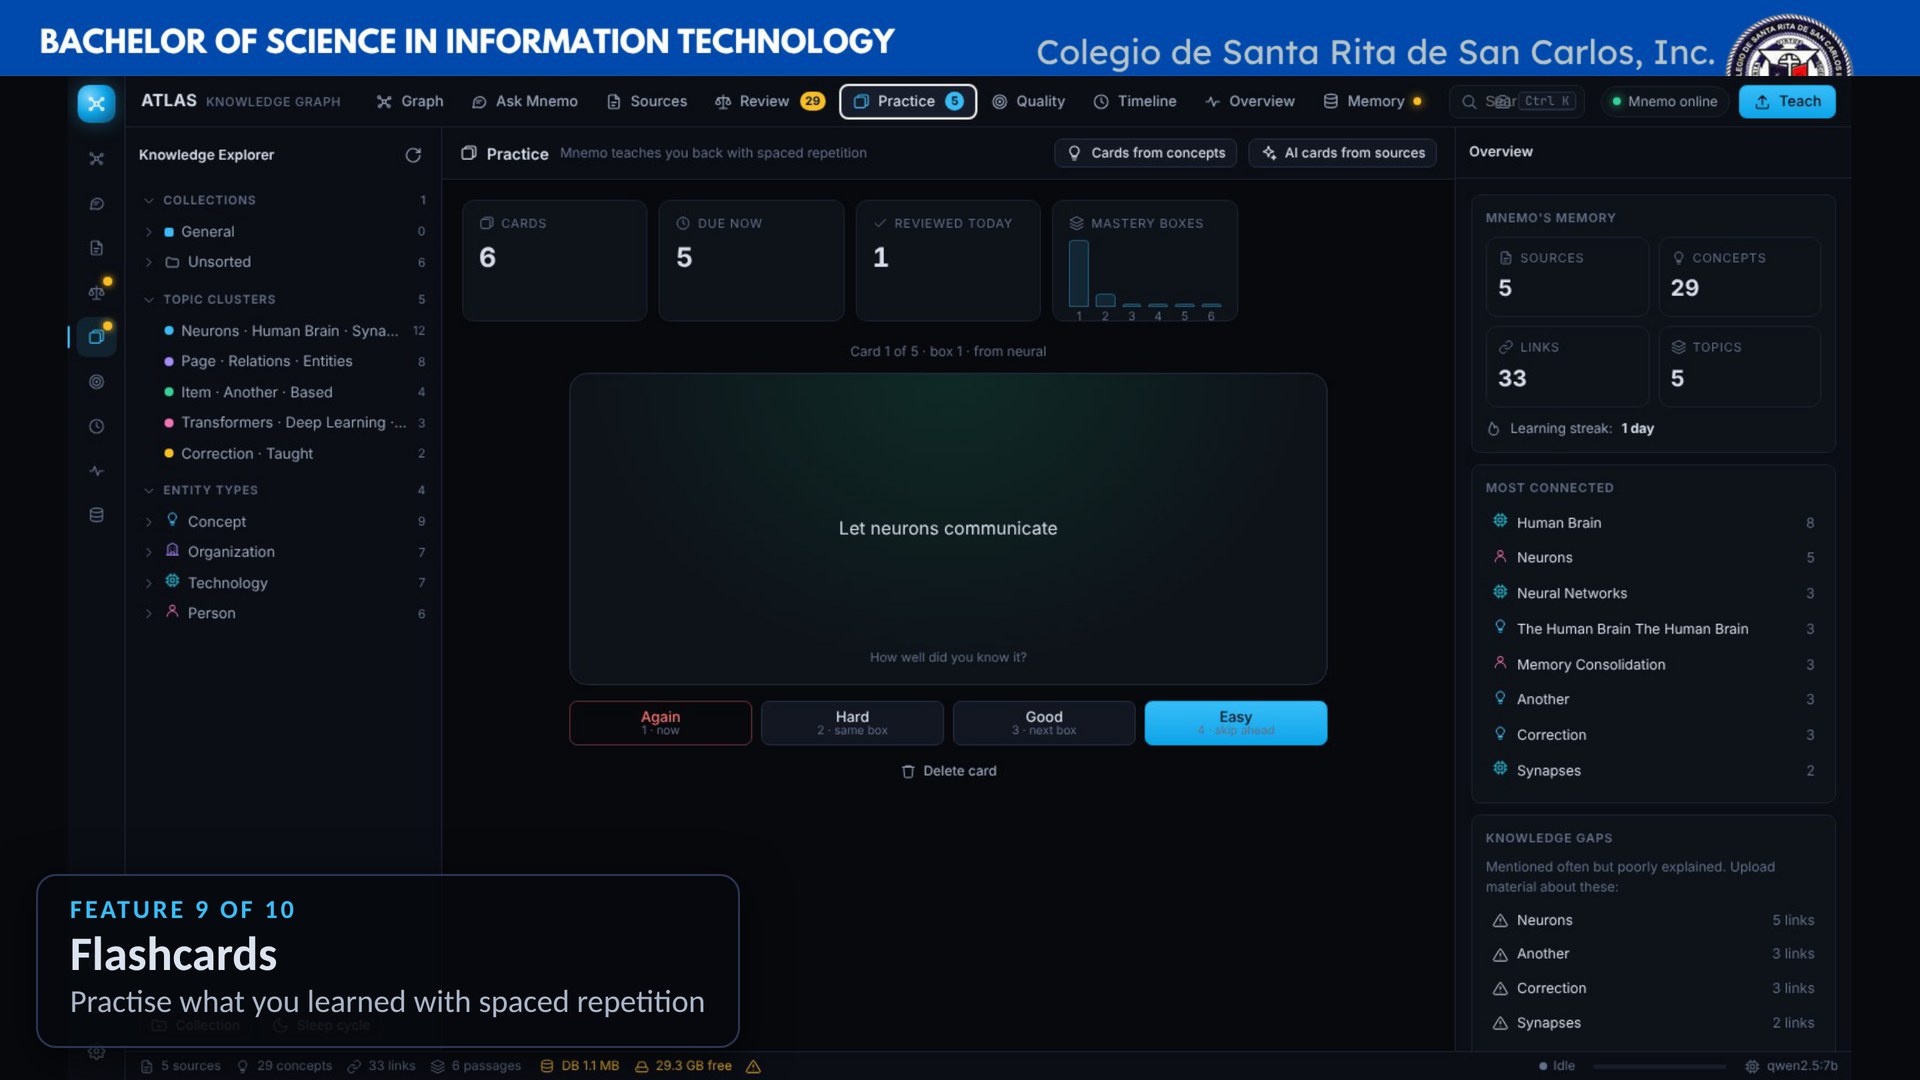 BACHELOR OF SCIENCE IN INFORMATION TECHNOLOGY
Colegio de Santa Rita de San Carlos, Inc.
ATLAS KNOWLEDGE GRAPH
Graph
Ask Mnemo
Sources
Review 29
Practice 5
Quality
Timeline
Overview
Memory
Ctrl K
Mnemo online
Teach
Knowledge Explorer
COLLECTIONS 1
General 0
Unsorted 6
TOPIC CLUSTERS 5
Neurons · Human Brain · Syna... 12
Page · Relations · Entities 8
Item · Another · Based 4
Transformers · Deep Learning ·... 3
Correction · Taught 2
ENTITY TYPES 4
Concept 9
Organization 7
Technology 7
Person 6
Practice Mnemo teaches you back with spaced repetition
Cards from concepts
AI cards from sources
CARDS
6
DUE NOW
5
REVIEWED TODAY
1
MASTERY BOXES
1 2 3 4 5 6
Card 1 of 5 · box 1 · from neural
Let neurons communicate
How well did you know it?
Again
1 · now
Hard
2 · same box
Good
3 · next box
Easy
4 · skip ahead
Delete card
Overview
MNEMO'S MEMORY
SOURCES
5
CONCEPTS
29
LINKS
33
TOPICS
5
Learning streak: 1 day
MOST CONNECTED
Human Brain 8
Neurons 5
Neural Networks 3
The Human Brain The Human Brain 3
Memory Consolidation 3
Another 3
Correction 3
Synapses 2
KNOWLEDGE GAPS
Mentioned often but poorly explained. Upload
material about these:
Neurons 5 links
Another 3 links
Correction 3 links
Synapses 2 links
FEATURE 9 OF 10
Flashcards
Practise what you learned with spaced repetition
Collection
Sleep cycle
5 sources
29 concepts
33 links
6 passages
DB 1.1 MB
29.3 GB free
Idle
qwen2.5:7b